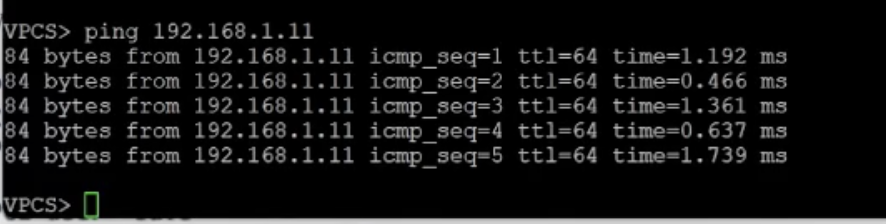 VPCS> ping 192.168.1.11
84 bytes from 192.168.1.11 icmp_seq=1 ttl=64 time=1.192 ms
84 bytes from 192.168.1.11 icmp_seq=2 ttl=64 time=0.466 ms
84 bytes from 192.168.1.11 icmp_seq=3 ttl=64 time=1.361 ms
84 bytes from 192.168.1.11 icmp_seq=4 ttl=64 time=0.637 ms
84 bytes from 192.168.1.11 icmp_seq=5 ttl=64 time=1.739 ms
VPCS>